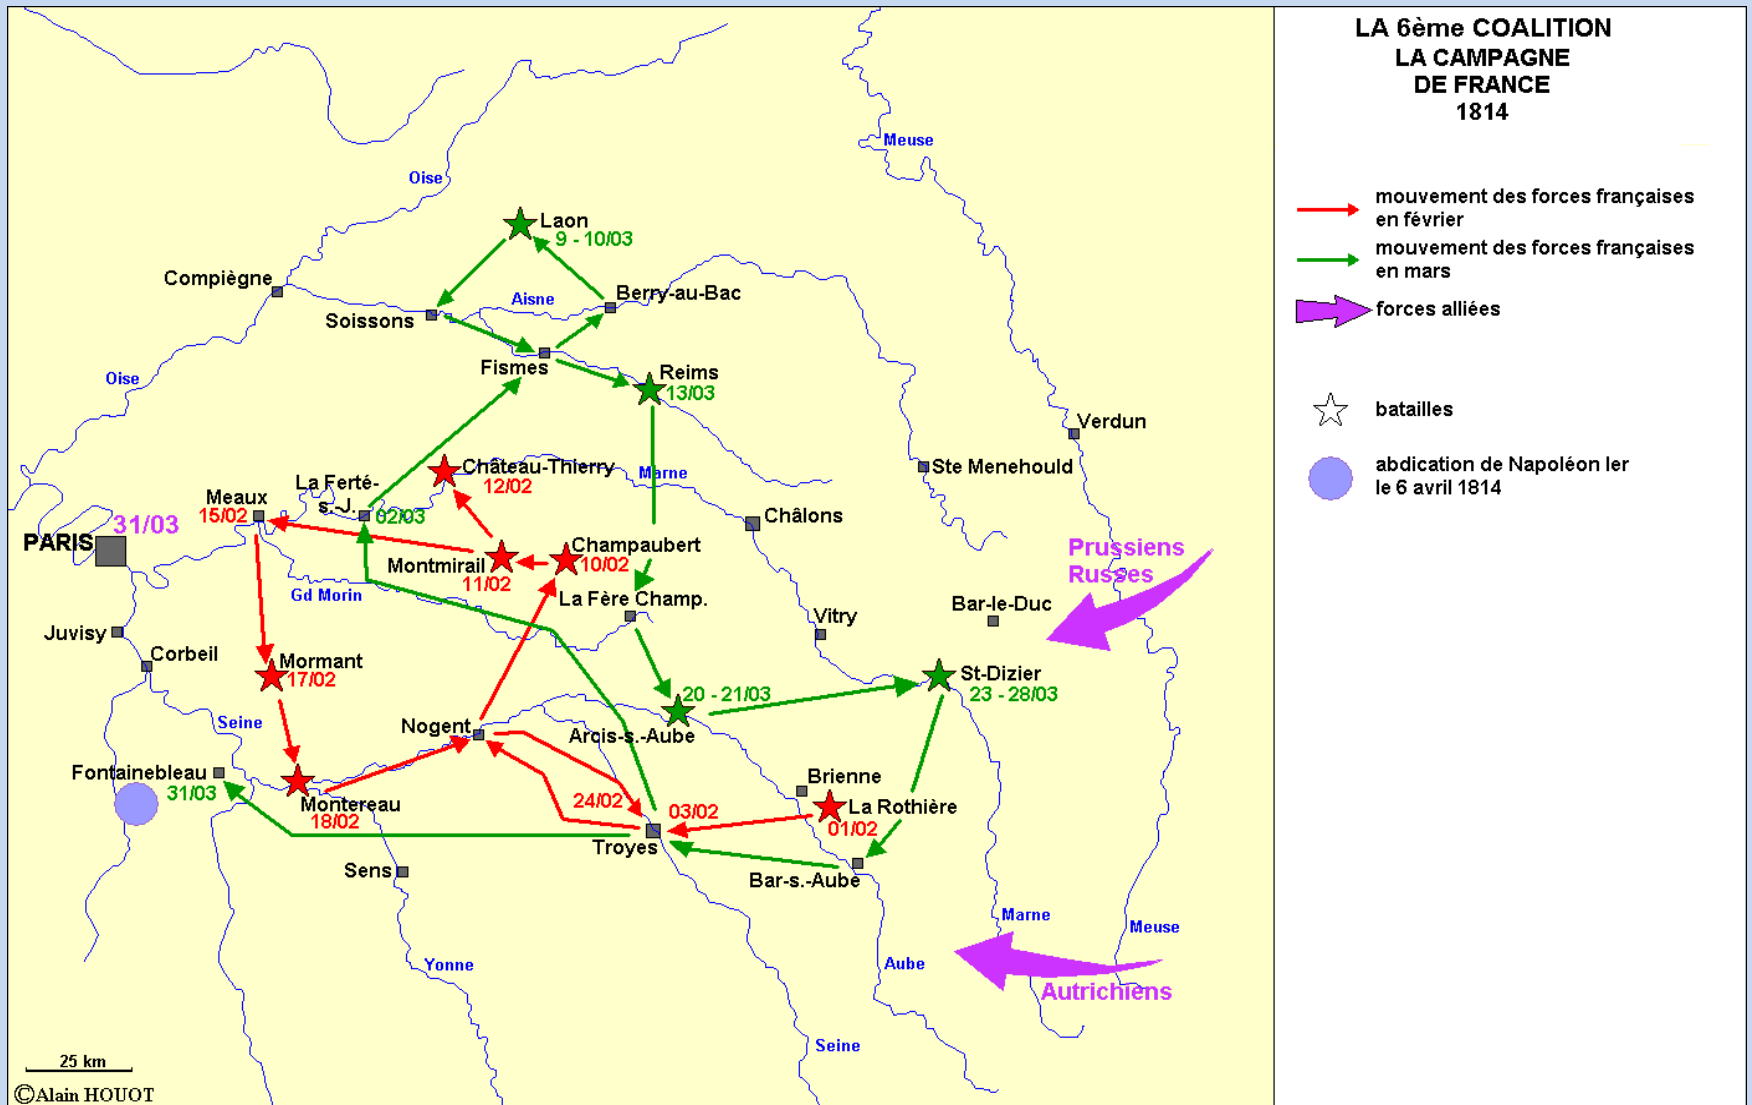 LA 6ème COALITION
LA CAMPAGNE
DE FRANCE
1814
mouvement des forces françaises
en février
mouvement des forces françaises
en mars
forces alliées
batailles
abdication de Napoléon Ier
le 6 avril 1814
Meuse
Oise
Laon
9 - 10/03
Compiègne
Aisne
Berry-au-Bac
Soissons
Fismes
Reims
13/03
Oise
Verdun
Château-Thierry
12/02
Marne
Ste Menehould
La Ferté-
s.-J.
02/03
Meaux
15/02
31/03
PARIS
Châlons
Champaubert
10/02
Montmirail
11/02
Prussiens
Russes
Gd Morin
La Fère Champ.
Bar-le-Duc
Vitry
Juvisy
Corbeil
Mormant
17/02
St-Dizier
23 - 28/03
20 - 21/03
Arcis-s.-Aube
Seine
Nogent
Fontainebleau
31/03
Brienne
La Rothière
01/02
Montereau
18/02
24/02
03/02
Troyes
Sens
Bar-s.-Aube
Marne
Meuse
Yonne
Aube
Autrichiens
Seine
25 km
©Alain HOUOT